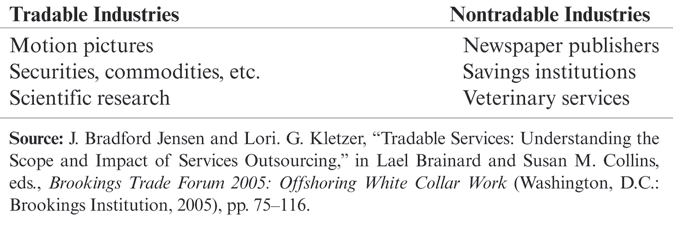 Tradable Industries Nontradable Industries
Motion pictures Newspaper publishers
Securities, commodities, etc. Savings institutions
Scientific research Veterinary services
Source: J. Bradford Jensen and Lori. G. Kletzer, “Tradable Services: Understanding the
Scope and Impact of Services Outsourcing,” in Lael Brainard and Susan M. Collins,
eds., Brookings Trade Forum 2005: Offshoring White Collar Work (Washington, D.C.:
Brookings Institution, 2005), pp. 75–116.